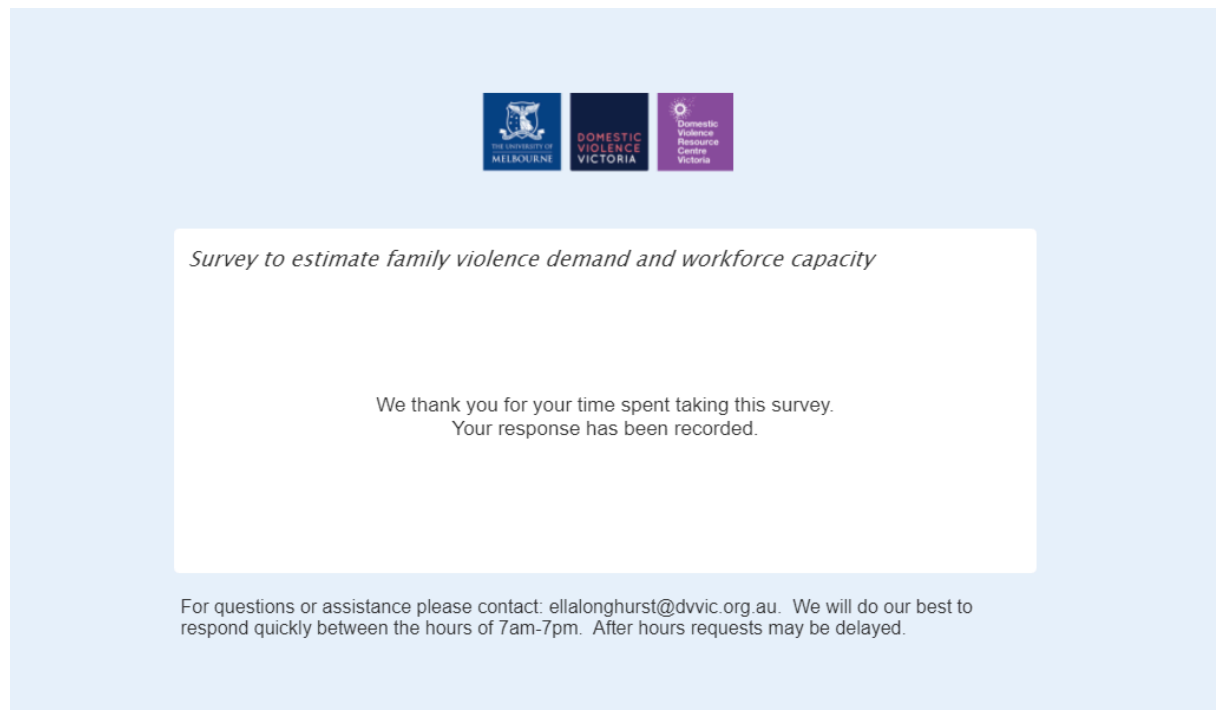 THE UNIVERSITY OF
MELBOURNE
DOMESTIC
VIOLENCE
VICTORIA
Domestic
Violence
Resource
Centre
Victoria
Survey to estimate family violence demand and workforce capacity
We thank you for your time spent taking this survey.
Your response has been recorded.
For questions or assistance please contact: ellalonghurst@dvvic.org.au.  We will do our best to
respond quickly between the hours of 7am-7pm.  After hours requests may be delayed.